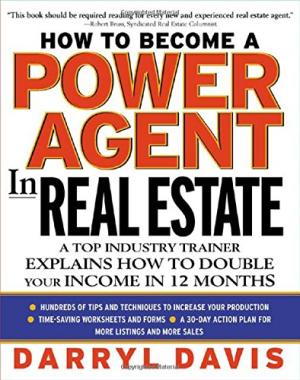 "This book should be required reading for every new and experienced real estate agent."
—Robert Bruss, Syndicated Real Estate Columnist
HOW TO BECOME A
POWER
AGENT
In REAL ESTATE
A TOP INDUSTRY TRAINER
EXPLAINS HOW TO DOUBLE
YOUR INCOME IN 12 MONTHS
• HUNDREDS OF TIPS AND TECHNIQUES TO INCREASE YOUR PRODUCTION
• TIME-SAVING WORKSHEETS AND FORMS • A 30-DAY ACTION PLAN FOR
MORE LISTINGS AND MORE SALES
DARRYL DAVIS